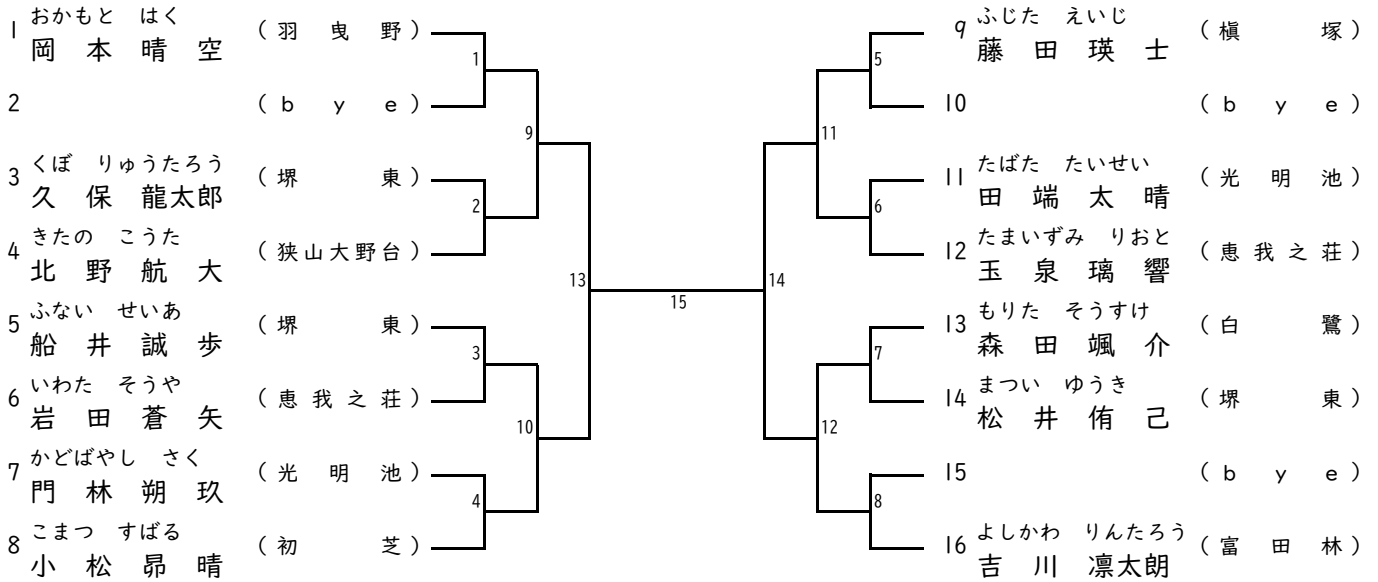 おかもと はく
1 岡本晴空 (羽曳野)
2 (bye)
くぼ りゅうたろう
3 久保龍太郎 (堺東)
きたの こうた
4 北野航大 (狭山大野台)
ふない せいあ
5 船井誠歩 (堺東)
いわた そうや
6 岩田蒼矢 (恵我之荘)
かどばやし さく
7 門林朔玖 (光明池)
こまつ すばる
8 小松昴晴 (初芝)
1
2
3
4
9
10
13
15
14
11
12
5
6
7
8
ふじた えいじ
9 藤田瑛士 (槇塚)
10 (bye)
たばた たいせい
11 田端太晴 (光明池)
たまいずみ りおと
12 玉泉璃響 (恵我之荘)
もりた そうすけ
13 森田颯介 (白鷺)
まつい ゆうき
14 松井侑己 (堺東)
15 (bye)
よしかわ りんたろう
16 吉川凛太朗 (富田林)